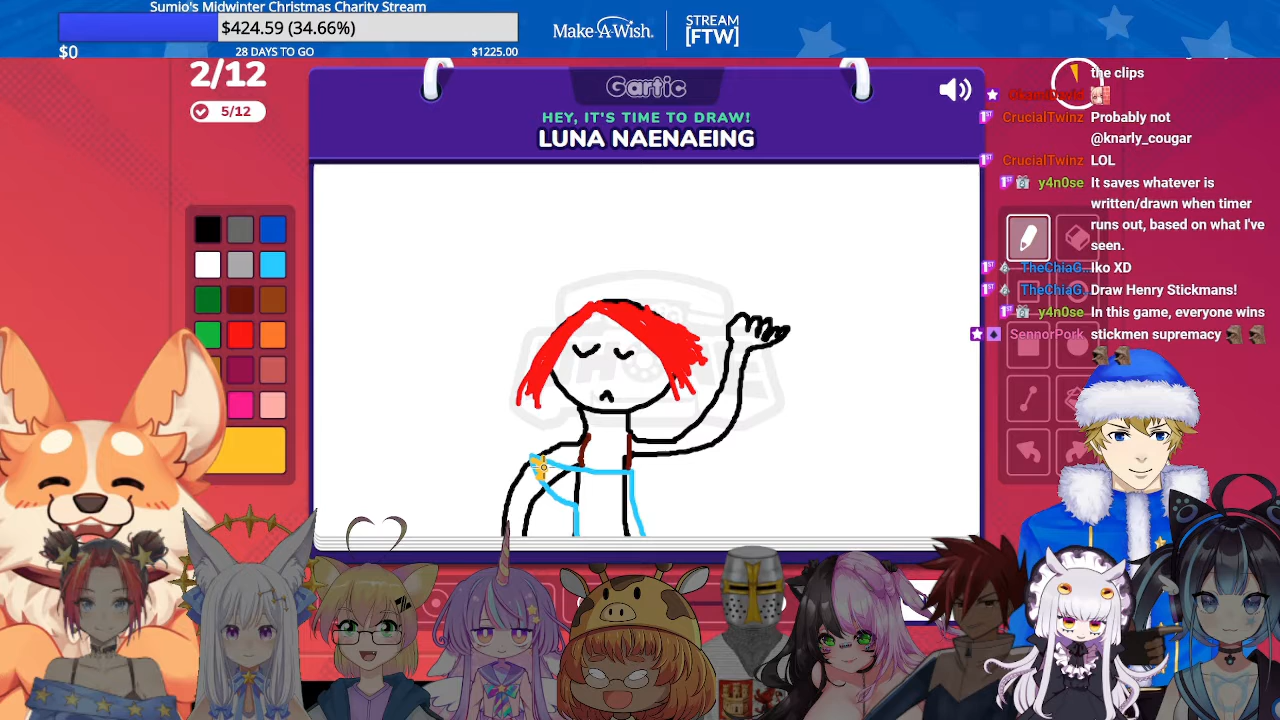 Sumio's Midwinter Christmas Charity Stream
$424.59 (34.66%)
$0
28 DAYS TO GO
$1225.00
Make-A-Wish.
STREAM
[FTW]
2/12
5/12
Gartic
HEY, IT'S TIME TO DRAW!
LUNA NAENAEING
the clips
CrucialTwinz Probably not
@knarly_cougar
CrucialTwinz LOL
y4n0se It saves whatever is
written/drawn when timer
runs out, based on what I've
seen.
TheChiaG... Iko XD
TheChiaG... Draw Henry Stickmans!
y4n0se In this game, everyone wins
SennorPork stickmen supremacy